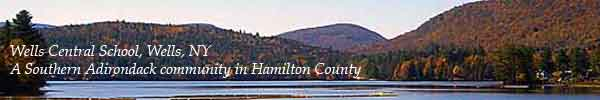 Wells Central School, Wells, NY
A Southern Adirondack community in Hamilton County